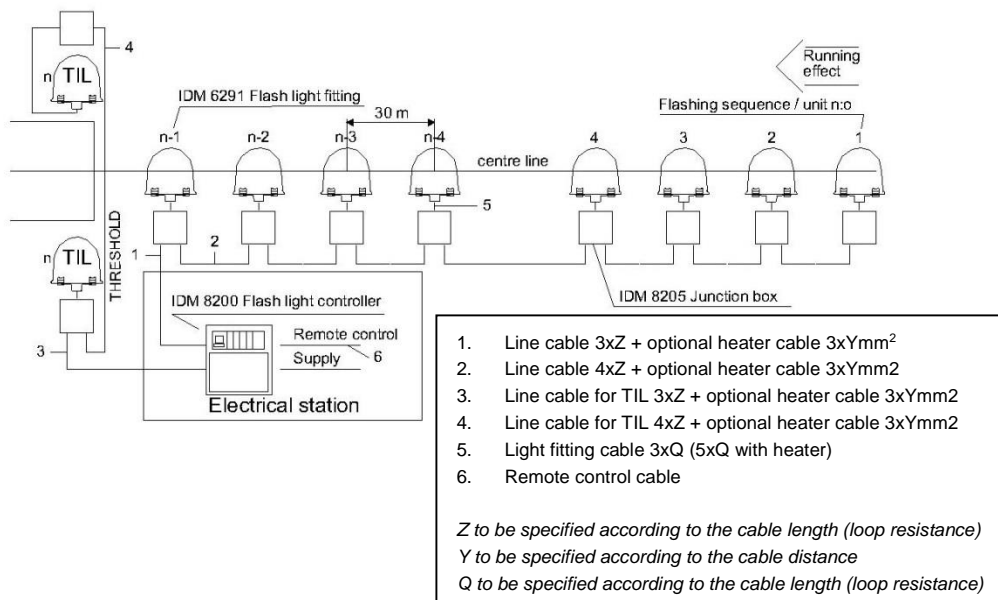 4
n TIL
IDM 6291 Flash light fitting
30 m
Running
effect
Flashing sequence / unit n:o
n-1 n-2 n-3 n-4 4 3 2 1
centre line
5
THRESHOLD
n TIL
1 2
IDM 8200 Flash light controller
IDM 8205 Junction box
Remote control
3
6
Supply
Electrical station
1. Line cable 3xZ + optional heater cable 3xYmm²
2. Line cable 4xZ + optional heater cable 3xYmm2
3. Line cable for TIL 3xZ + optional heater cable 3xYmm2
4. Line cable for TIL 4xZ + optional heater cable 3xYmm2
5. Light fitting cable 3xQ (5xQ with heater)
6. Remote control cable
Z to be specified according to the cable length (loop resistance)
Y to be specified according to the cable distance
Q to be specified according to the cable length (loop resistance)